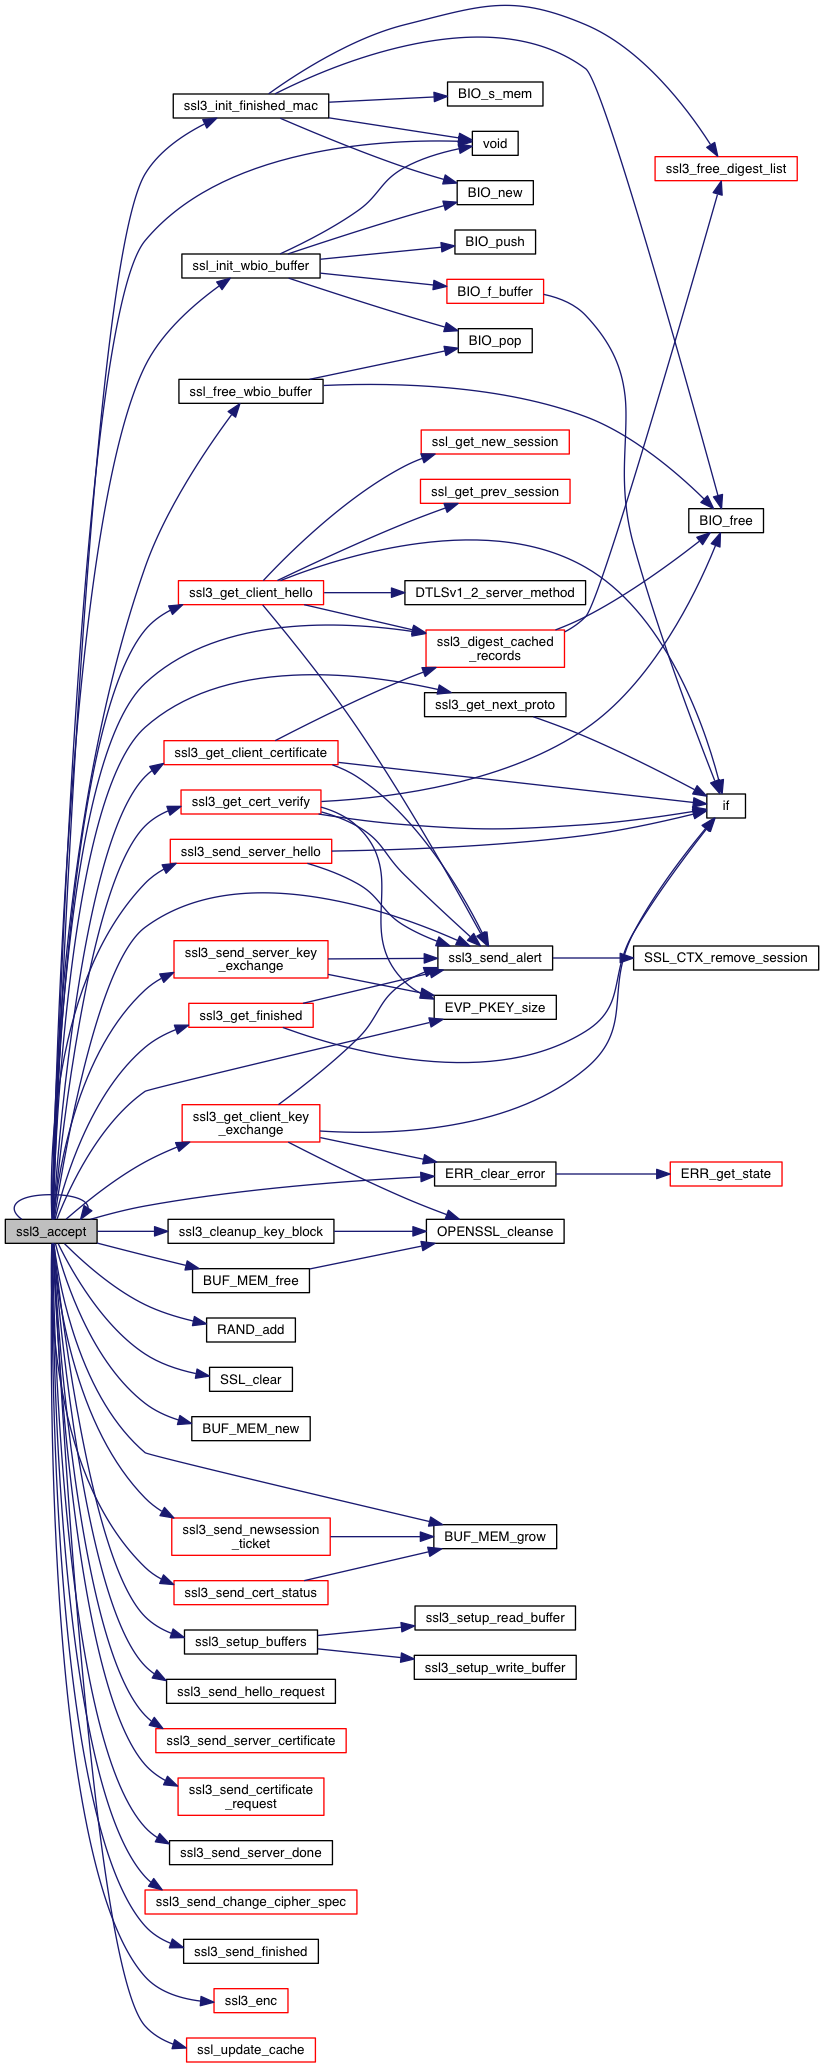 ssl3_init_finished_mac
BIO_s_mem
void
ssl3_free_digest_list
BIO_new
BIO_push
ssl_init_wbio_buffer
BIO_f_buffer
BIO_pop
ssl_free_wbio_buffer
ssl_get_new_session
ssl_get_prev_session
BIO_free
ssl3_get_client_hello
DTLSv1_2_server_method
ssl3_digest_cached
_records
ssl3_get_next_proto
ssl3_get_client_certificate
ssl3_get_cert_verify
if
ssl3_send_server_hello
ssl3_send_server_key
_exchange
ssl3_send_alert
SSL_CTX_remove_session
EVP_PKEY_size
ssl3_get_finished
ssl3_get_client_key
_exchange
ERR_clear_error
ERR_get_state
ssl3_accept
ssl3_cleanup_key_block
OPENSSL_cleanse
BUF_MEM_free
RAND_add
SSL_clear
BUF_MEM_new
ssl3_send_newsession
_ticket
BUF_MEM_grow
ssl3_send_cert_status
ssl3_setup_read_buffer
ssl3_setup_buffers
ssl3_setup_write_buffer
ssl3_send_hello_request
ssl3_send_server_certificate
ssl3_send_certificate
_request
ssl3_send_server_done
ssl3_send_change_cipher_spec
ssl3_send_finished
ssl3_enc
ssl_update_cache